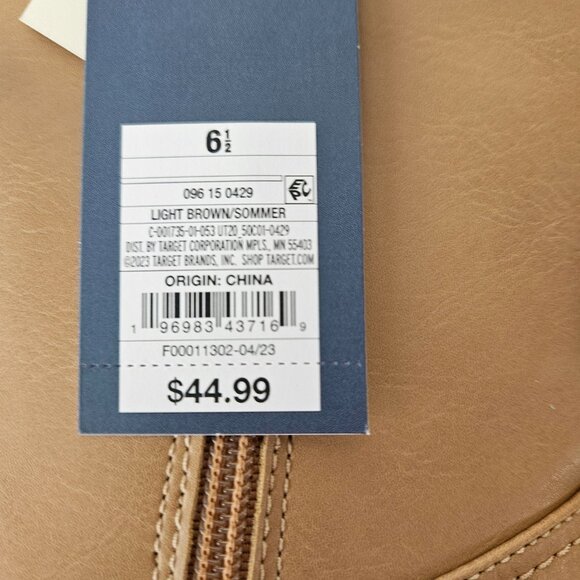 6½
096 15 0429
LIGHT BROWN/SOMMER
C-001735-01-053 UT20_50C01-0429
DIST. BY TARGET CORPORATION MPLS., MN 55403
©2023 TARGET BRANDS, INC. SHOP TARGET.COM
ORIGIN: CHINA
1 96983 43716 9
F00011302-04/23
$44.99